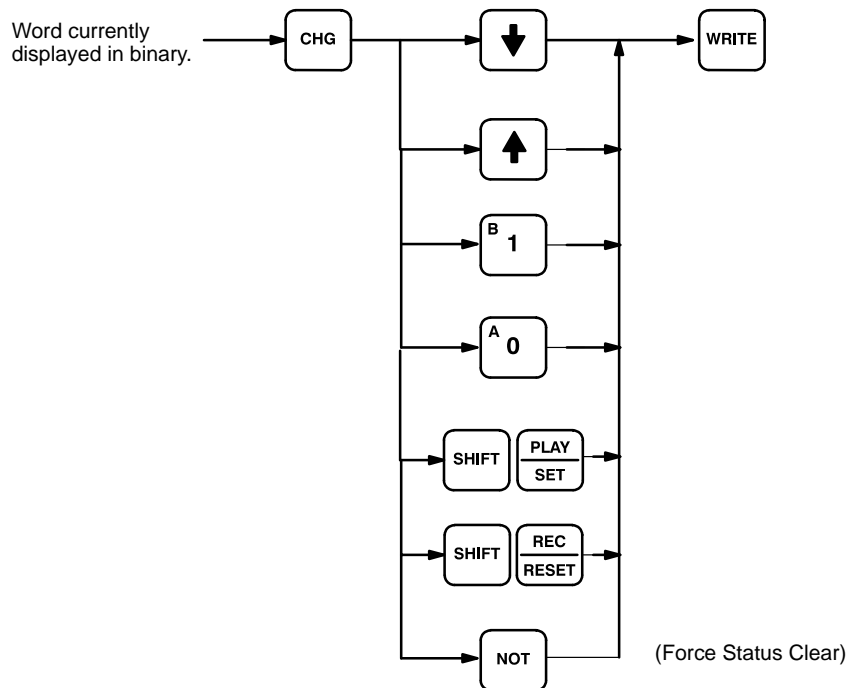 Word currently
displayed in binary.
CHG
WRITE
B
1
A
0
SHIFT
PLAY
SET
SHIFT
REC
RESET
NOT
(Force Status Clear)